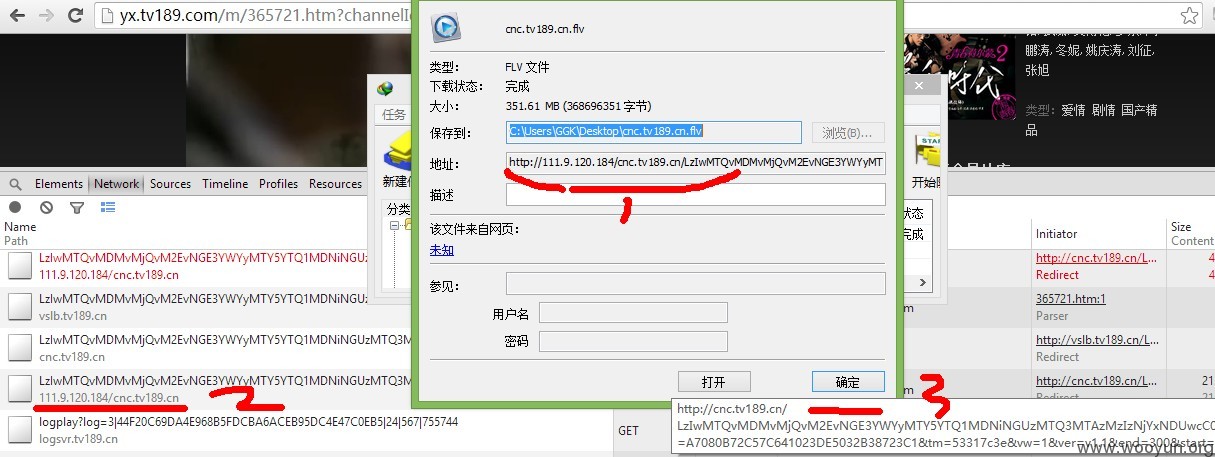 yx.tv189.com/m/365721.htm?channelId
cnc.tv189.cn.flv
类型: FLV 文件
下载状态: 完成
大小: 351.61 MB (368696351 字节)
保存到: C:\Users\GGK\Desktop\cnc.tv189.cn.flv 浏览(B)...
地址: http://111.9.120.184/cnc.tv189.cn/LzIwMTQvMDMvMjQvM2EvNGE3YWYyMT
描述
该文件来自网页:
未知
参见:
用户名
密码
打开 确定
任务
分类
鹏涛, 冬妮, 姚庆涛, 刘征,
张旭
时代
2
类型: 爱情 剧情 国产精
品
START
状态
完成
Elements Network Sources Timeline Profiles Resources
Name
Path
Initiator
Size
Content
LzIwMTQvMDMvMjQvM2EvNGE3YWYyMTY5YTQ1MDNiNGUzMTQ3M
111.9.120.184/cnc.tv189.cn
http://cnc.tv189.cn/L...
Redirect
LzIwMTQvMDMvMjQvM2EvNGE3YWYyMTY5YTQ1MDNiNGUz
vslb.tv189.cn
365721.htm:1
Parser
LzIwMTQvMDMvMjQvM2EvNGE3YWYyMTY5YTQ1MDNiNGUzMTQ3M
cnc.tv189.cn
http://vslb.tv189.cn/L...
Redirect
LzIwMTQvMDMvMjQvM2EvNGE3YWYyMTY5YTQ1MDNiNGUzMTQ3M
111.9.120.184/cnc.tv189.cn
http://cnc.tv189.cn/L...
Redirect
21
logplay?log=3|44F20C69DA4E968B5FDCBA6ACEB95DC4E47C0EB5|24|567|755744
logsvr.tv189.cn
GET
1
2
3
http://cnc.tv189.cn/
LzIwMTQvMDMvMjQvM2EvNGE3YWYyMTY5YTQ1MDNiNGUzMTQ3MTAzMzIzNjYxNDUwcC0
=A7080B72C57C641023DE5032B38723C1&tm=53317c3e&vw=1&ver=v1.1&end=300&start=
www.wooyun.org